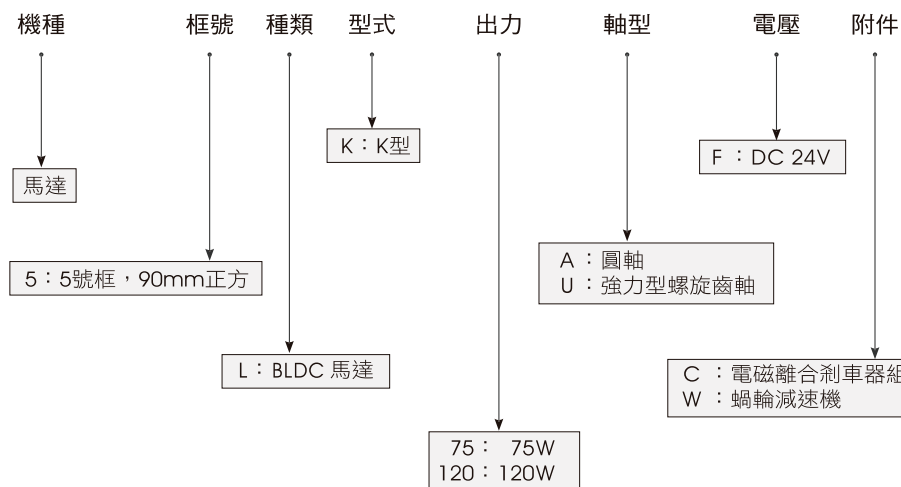 機種 框號 種類 型式 出力 軸型 電壓 附件
K：K型
F：DC 24V
馬達
5：5號框，90mm正方
A：圓軸
U：強力型螺旋齒軸
L：BLDC 馬達
C：電磁離合剎車器組
W：蝸輪減速機
75： 75W
120：120W